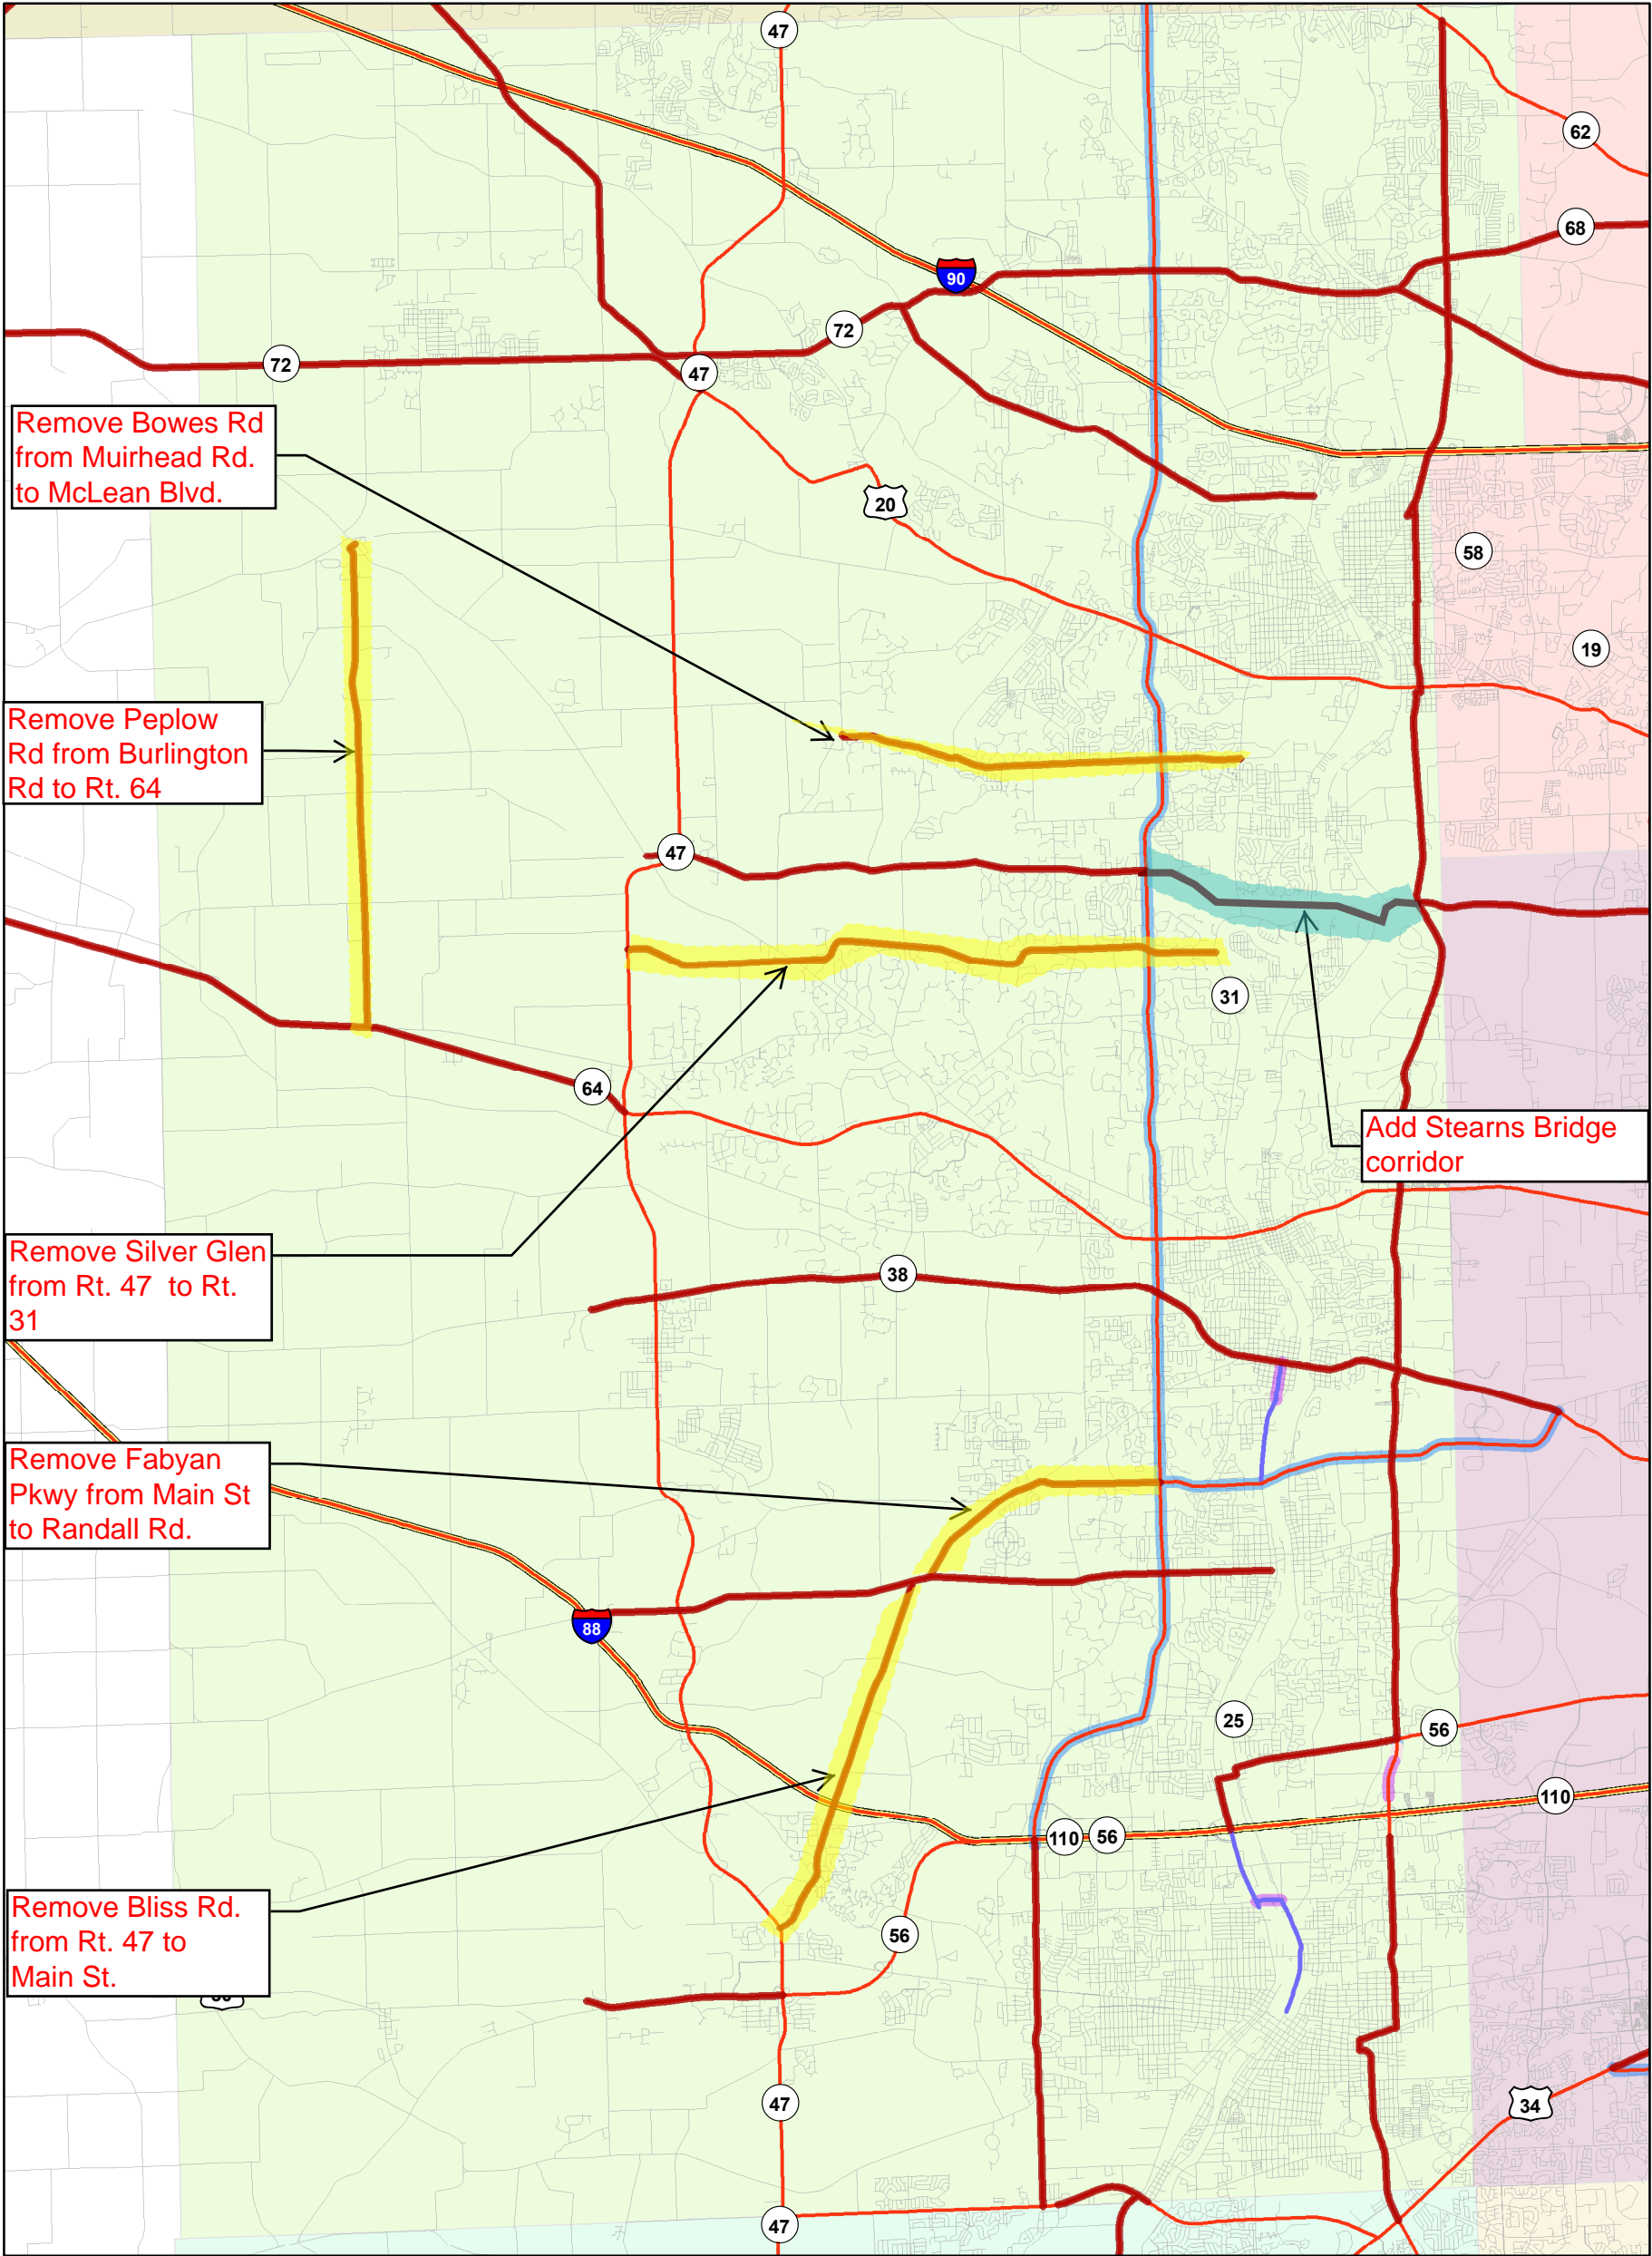 47
62
68
90
72
72
47
Remove Bowes Rd
from Muirhead Rd.
to McLean Blvd.
20
58
19
Remove Peplow
Rd from Burlington
Rd to Rt. 64
47
31
64
Add Stearns Bridge
corridor
Remove Silver Glen
from Rt. 47 to Rt.
31
38
Remove Fabyan
Pkwy from Main St
to Randall Rd.
88
25
56
110
110
56
Remove Bliss Rd.
from Rt. 47 to
Main St.
56
47
34
47